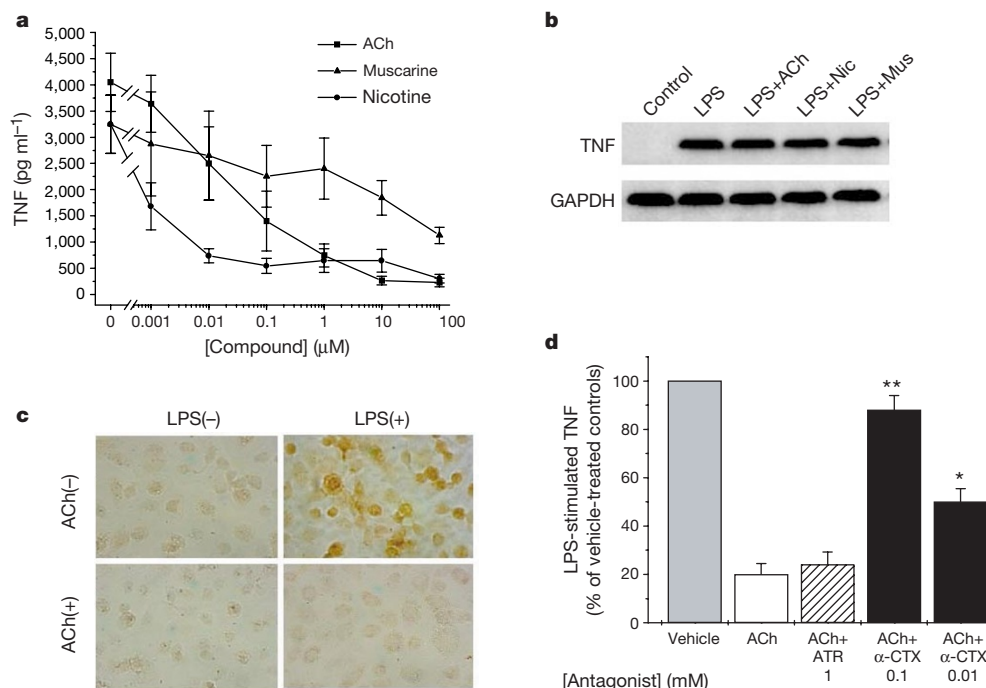 a
5,000
4,500
4,000
3,500
3,000
2,500
2,000
1,500
1,000
500
0
TNF (pg ml–1)
ACh
Muscarine
Nicotine
0 0.001 0.01 0.1 1 10 100
[Compound] (μM)
b
Control LPS LPS+ACh LPS+Nic LPS+Mus
TNF
GAPDH
c
LPS(–) LPS(+)
ACh(–)
ACh(+)
d
LPS-stimulated TNF
(% of vehicle-treated controls)
100
80
60
40
20
0
**
*
Vehicle ACh ACh+ ACh+ ACh+
ATR α-CTX α-CTX
[Antagonist] (mM) 1 0.1 0.01